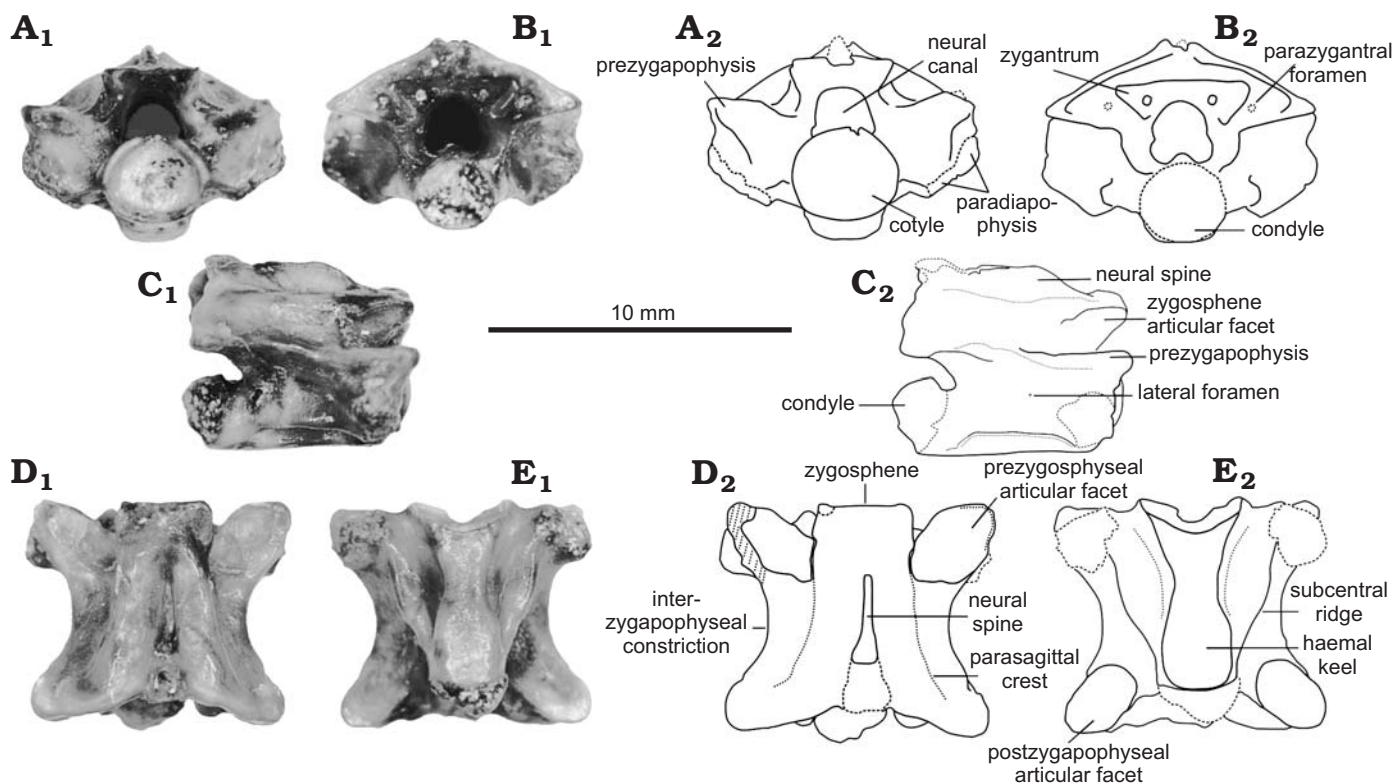 A1
B1
A2
B2
prezygapophysis
neural
canal
zygantrum
parazygantral
foramen
cotyle
paradiapo-
physis
condyle
C1
10 mm
C2
neural spine
zygosphene
articular facet
prezygapophysis
lateral foramen
condyle
D1
E1
D2
E2
zygosphene
prezygosphyseal
articular facet
inter-
zygapophyseal
constriction
neural
spine
parasagittal
crest
subcentral
ridge
haemal
keel
postzygapophyseal
articular facet